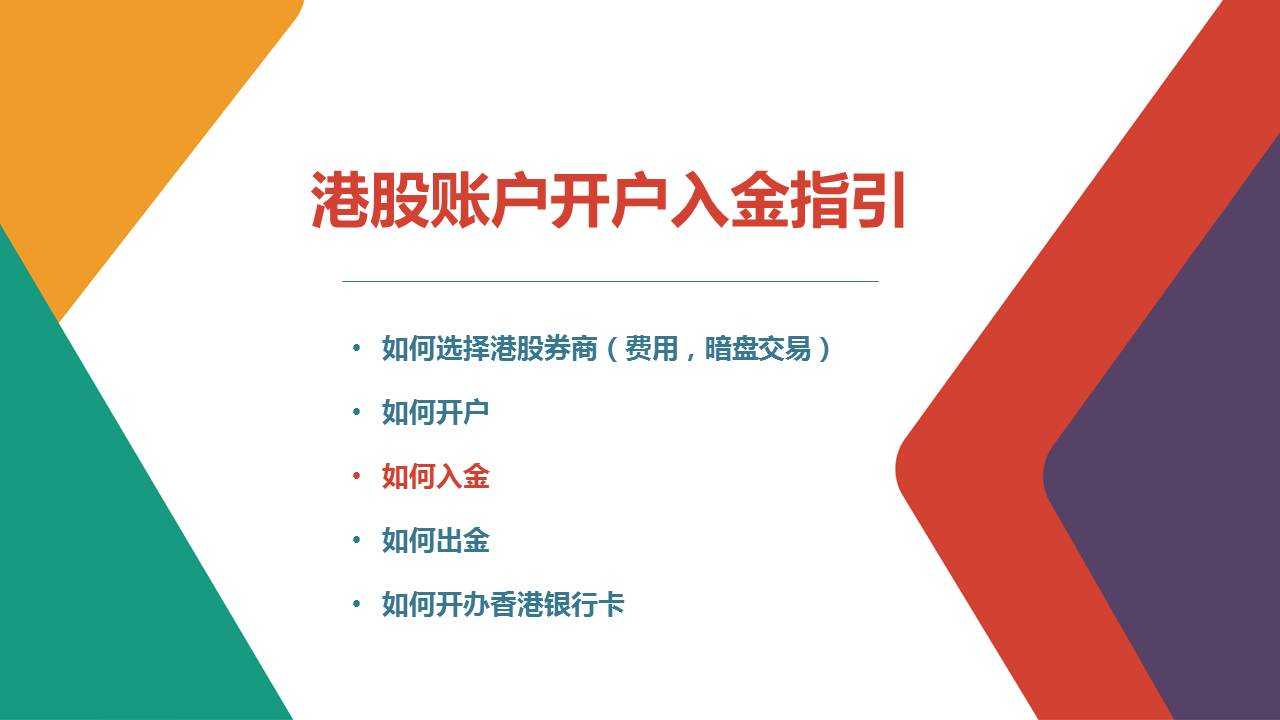 港股账户开户入金指引
• 如何选择港股券商（费用，暗盘交易）
• 如何开户
• 如何入金
• 如何出金
• 如何开办香港银行卡